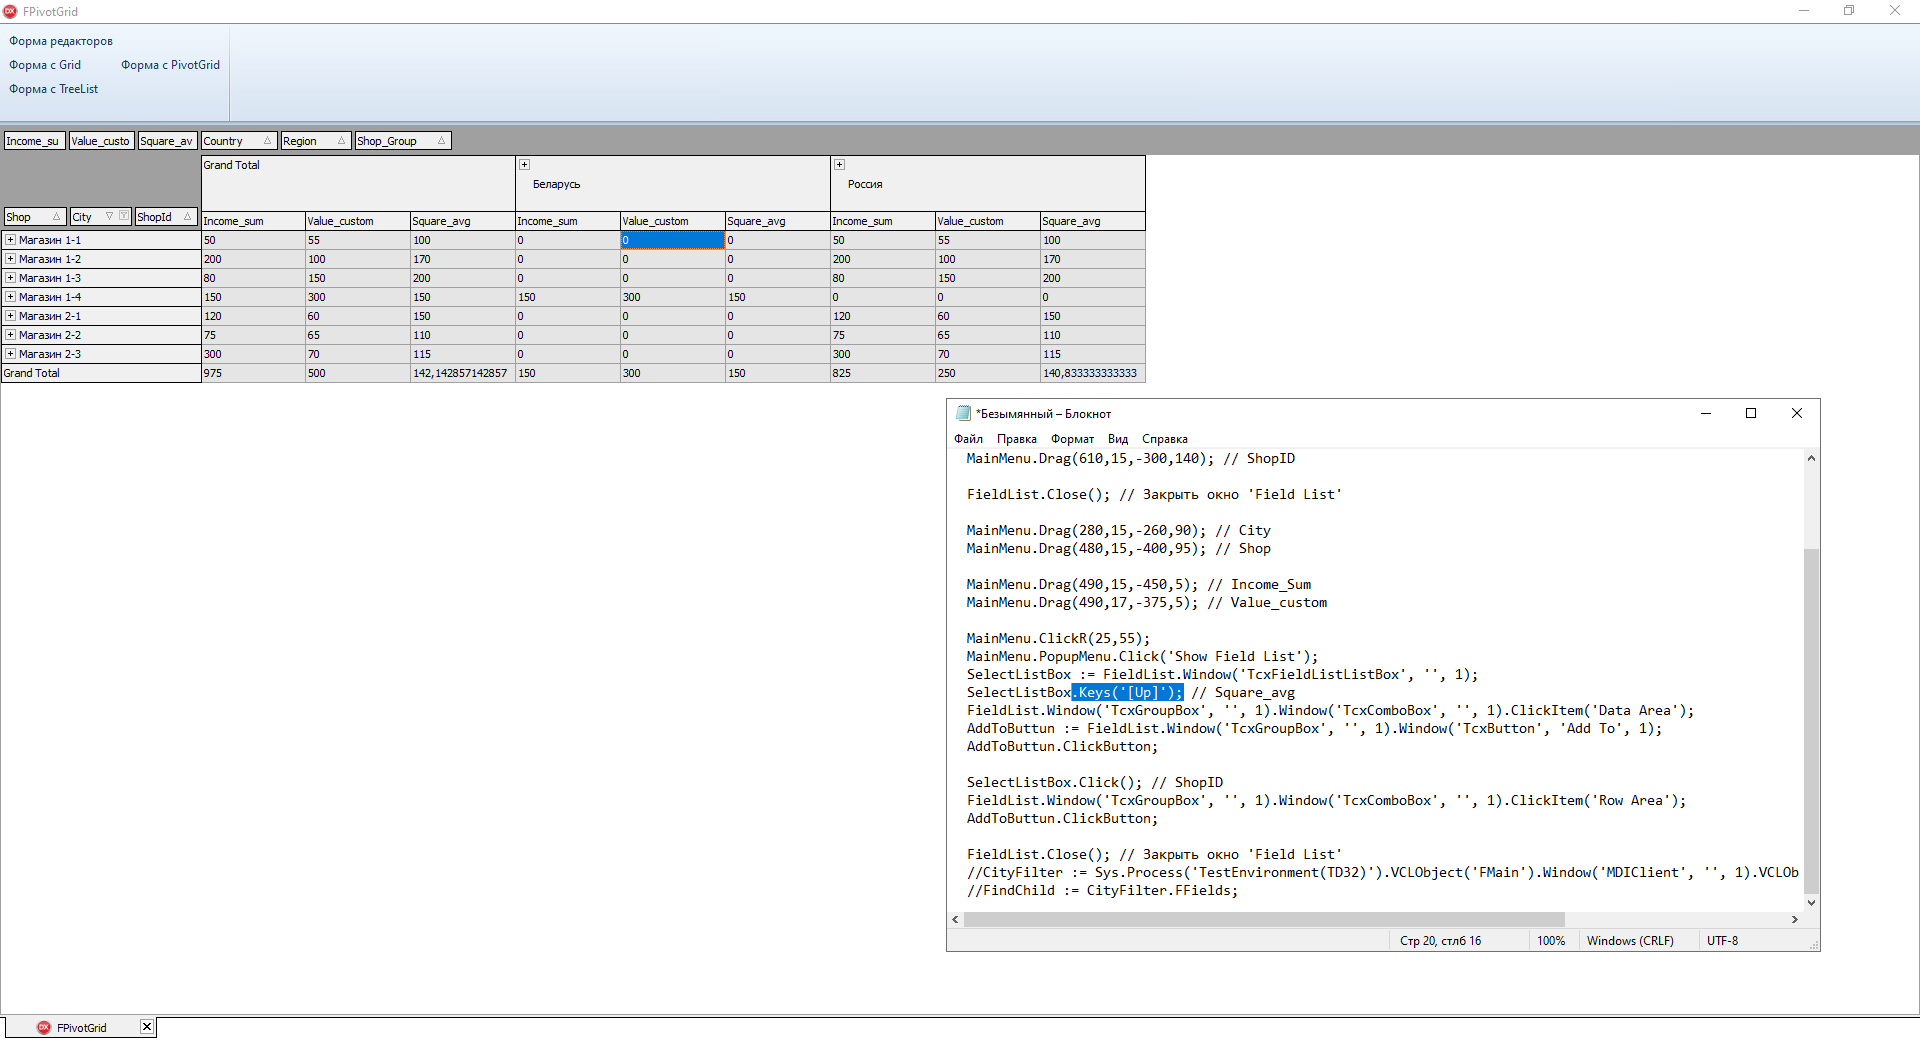 FPivotGrid
Форма редакторов
Форма с Grid Форма с PivotGrid
Форма с TreeList
Income_su Value_custo Square_av Country Region Shop_Group
Grand Total
Беларусь Россия
Shop City ShopId Income_sum Value_custom Square_avg Income_sum Value_custom Square_avg Income_sum Value_custom Square_avg
Магазин 1-1 50 55 100 0 0 0 50 55 100
Магазин 1-2 200 100 170 0 0 0 200 100 170
Магазин 1-3 80 150 200 0 0 0 80 150 200
Магазин 1-4 150 300 150 150 300 150 0 0 0
Магазин 2-1 120 60 150 0 0 0 120 60 150
Магазин 2-2 75 65 110 0 0 0 75 65 110
Магазин 2-3 300 70 115 0 0 0 300 70 115
Grand Total 975 500 142,142857142857 150 300 150 825 250 140,833333333333
*Безымянный – Блокнот
Файл Правка Формат Вид Справка
MainMenu.Drag(610,15,-300,140); // ShopID
FieldList.Close(); // Закрыть окно 'Field List'
MainMenu.Drag(280,15,-260,90); // City
MainMenu.Drag(480,15,-400,95); // Shop
MainMenu.Drag(490,15,-450,5); // Income_Sum
MainMenu.Drag(490,17,-375,5); // Value_custom
MainMenu.ClickR(25,55);
MainMenu.PopupMenu.Click('Show Field List');
SelectListBox := FieldList.Window('TcxFieldListListBox', '', 1);
SelectListBox.Keys('[Up]'); // Square_avg
FieldList.Window('TcxGroupBox', '', 1).Window('TcxComboBox', '', 1).ClickItem('Data Area');
AddToButtun := FieldList.Window('TcxGroupBox', '', 1).Window('TcxButton', 'Add To', 1);
AddToButtun.ClickButton;
SelectListBox.Click(); // ShopID
FieldList.Window('TcxGroupBox', '', 1).Window('TcxComboBox', '', 1).ClickItem('Row Area');
AddToButtun.ClickButton;
FieldList.Close(); // Закрыть окно 'Field List'
//CityFilter := Sys.Process('TestEnvironment(TD32)').VCLObject('FMain').Window('MDIClient', '', 1).VCLOb
//FindChild := CityFilter.FFields;
Стр 20, стлб 16 100% Windows (CRLF) UTF-8
FPivotGrid